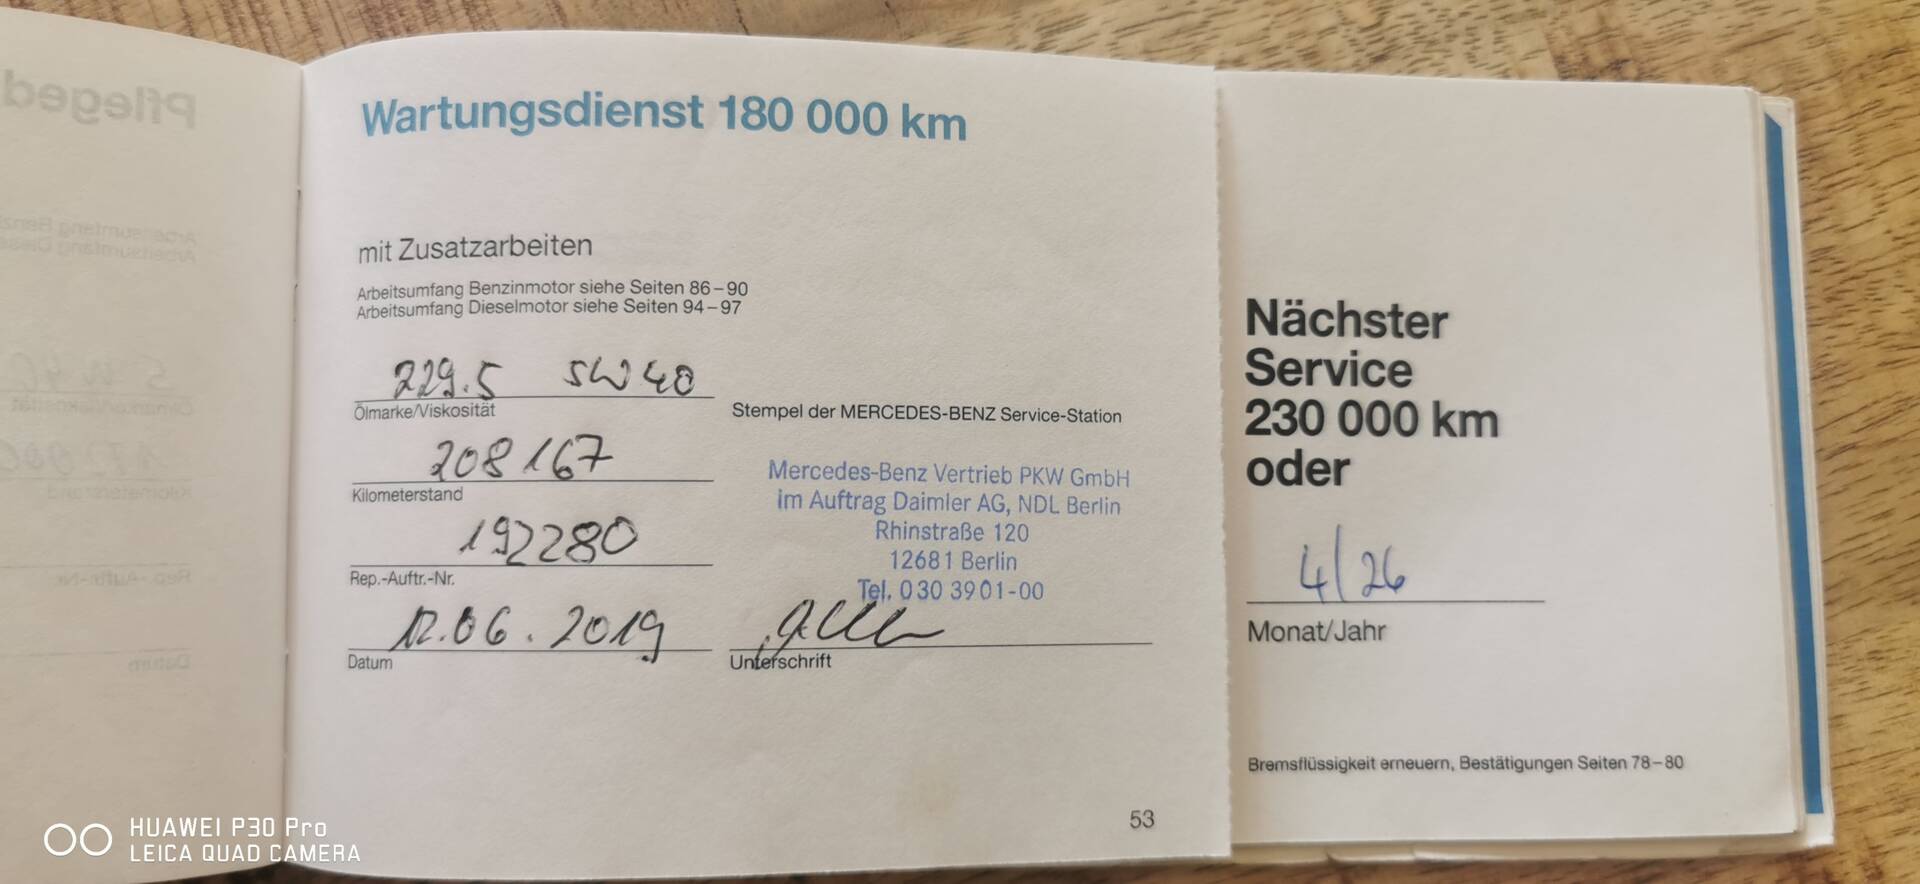 Wartungsdienst 180 000 km
mit Zusatzarbeiten
Arbeitsumfang Benzinmotor siehe Seiten 86–90
Arbeitsumfang Dieselmotor siehe Seiten 94–97
229.5 5W40
Ölmarke/Viskosität
208 167
Kilometerstand
192280
Rep.-Auftr.-Nr.
12.06.2019
Datum
Stempel der MERCEDES-BENZ Service-Station
Mercedes-Benz Vertrieb PKW GmbH
im Auftrag Daimler AG, NDL Berlin
Rhinstraße 120
12681 Berlin
Tel. 030 3901-00
Unterschrift
53
Nächster
Service
230 000 km
oder
4/26
Monat/Jahr
Bremsflüssigkeit erneuern, Bestätigungen Seiten 78–80
HUAWEI P30 Pro
LEICA QUAD CAMERA